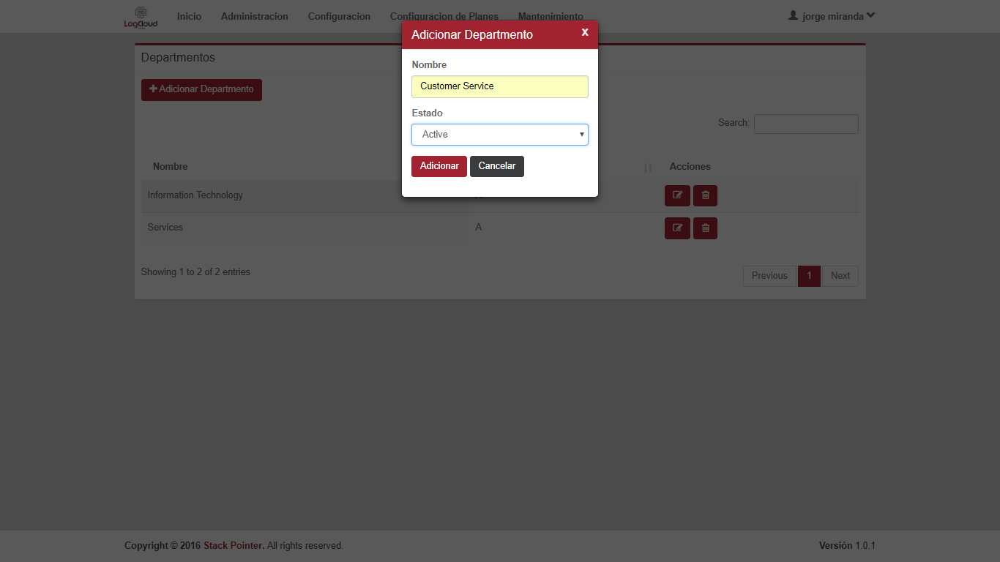 LogCloud
Inicio
Administracion
Configuracion
Configuracion de Planes
Mantenimiento
jorge miranda
Adicionar Departmento
x
Nombre
Customer Service
Estado
Active
Adicionar
Cancelar
Departmentos
Adicionar Departmento
Search:
Nombre
Acciones
Information Technology
Services
A
Showing 1 to 2 of 2 entries
Previous
1
Next
Copyright © 2016 Stack Pointer. All rights reserved.
Versión 1.0.1